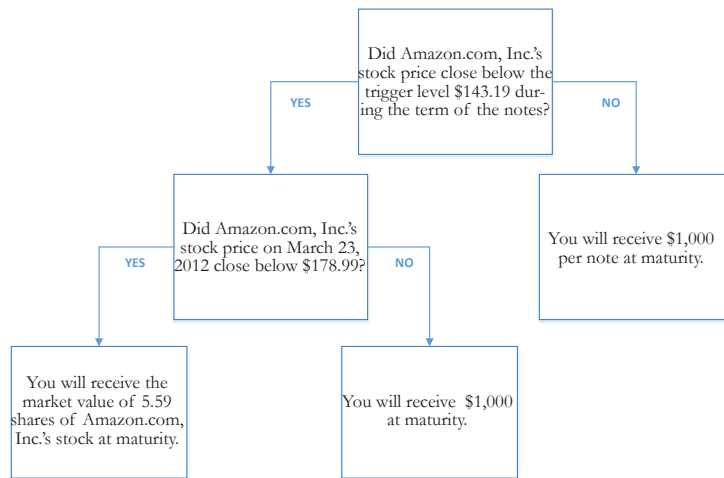 Did Amazon.com, Inc.'s
stock price close below the
trigger level $143.19 dur-
ing the term of the notes?
YES
NO
Did Amazon.com, Inc.'s
stock price on March 23,
2012 close below $178.99?
You will receive $1,000
per note at maturity.
YES
NO
You will receive the
market value of 5.59
shares of Amazon.com,
Inc.'s stock at maturity.
You will receive $1,000
at maturity.